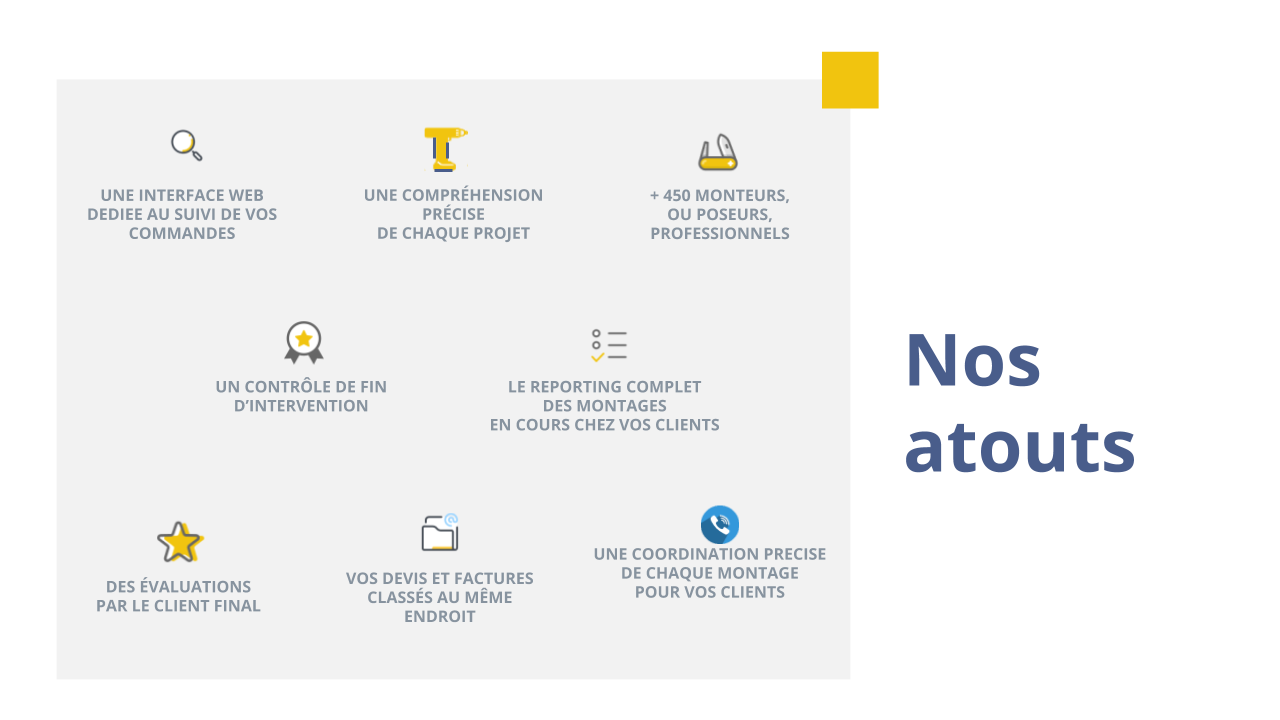 UNE INTERFACE WEB
DEDIEE AU SUIVI DE VOS
COMMANDES
UNE COMPRÉHENSION
PRÉCISE
DE CHAQUE PROJET
+ 450 MONTEURS,
OU POSEURS,
PROFESSIONNELS
UN CONTRÔLE DE FIN
D’INTERVENTION
LE REPORTING COMPLET
DES MONTAGES
EN COURS CHEZ VOS CLIENTS
DES ÉVALUATIONS
PAR LE CLIENT FINAL
@
VOS DEVIS ET FACTURES
CLASSÉS AU MÊME
ENDROIT
UNE COORDINATION PRECISE
DE CHAQUE MONTAGE
POUR VOS CLIENTS
Nos
atouts